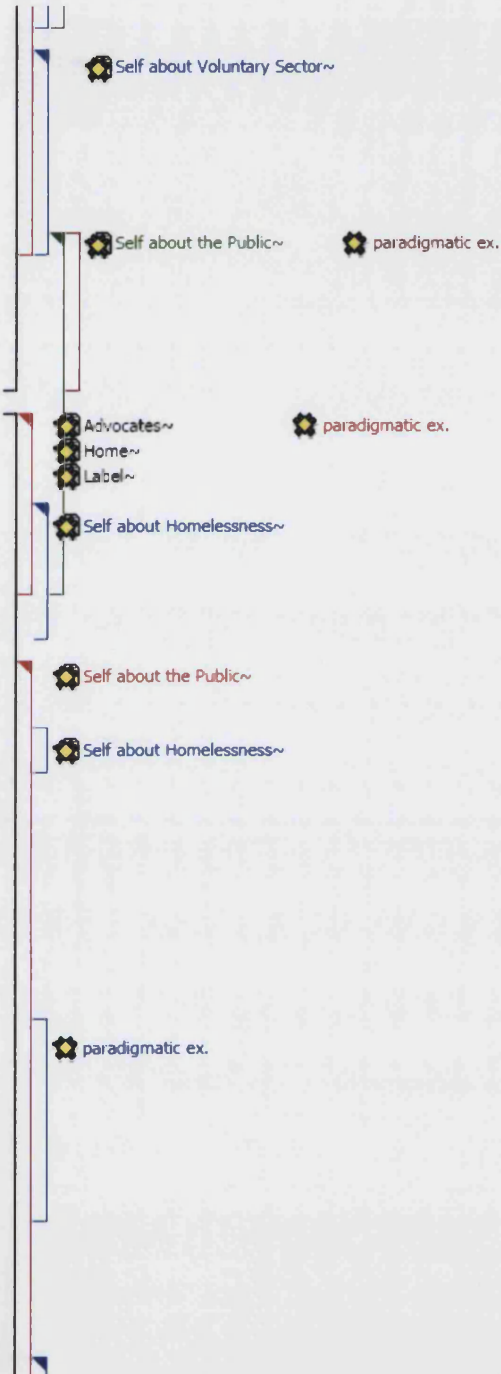 Self about Voluntary Sector~
Self about the Public~ paradigmatic ex.
Advocates~ paradigmatic ex.
Home~
Label~
Self about Homelessness~
Self about the Public~
Self about Homelessness~
paradigmatic ex.